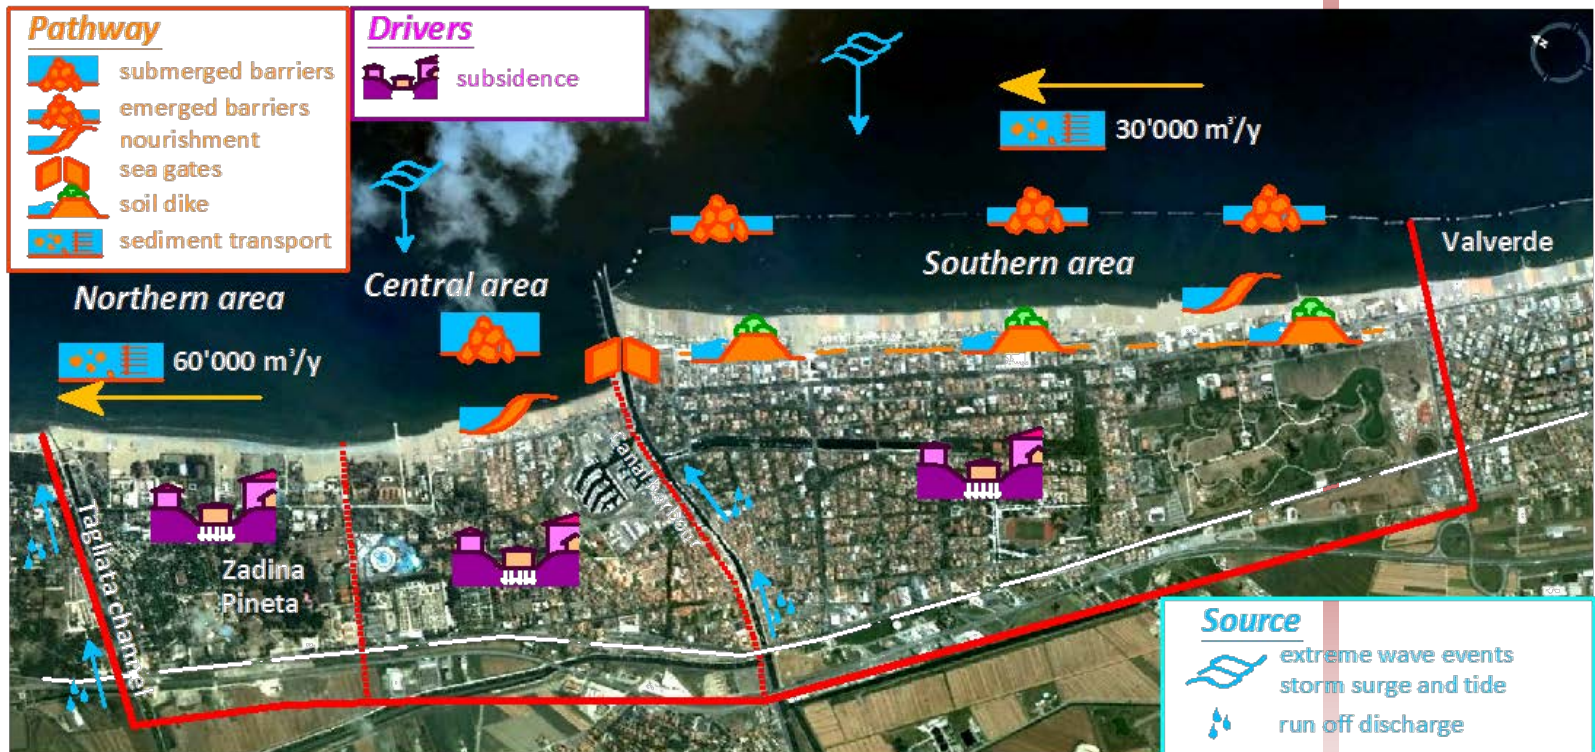 Pathway
submerged barriers
emerged barriers
nourishment
sea gates
soil dike
sediment transport
Drivers
subsidence
30'000 m³/y
N
Valverde
Southern area
Central area
Northern area
60'000 m³/y
Canal harbour
Tagliata channel
Zadina
Pineta
Source
extreme wave events
storm surge and tide
run off discharge